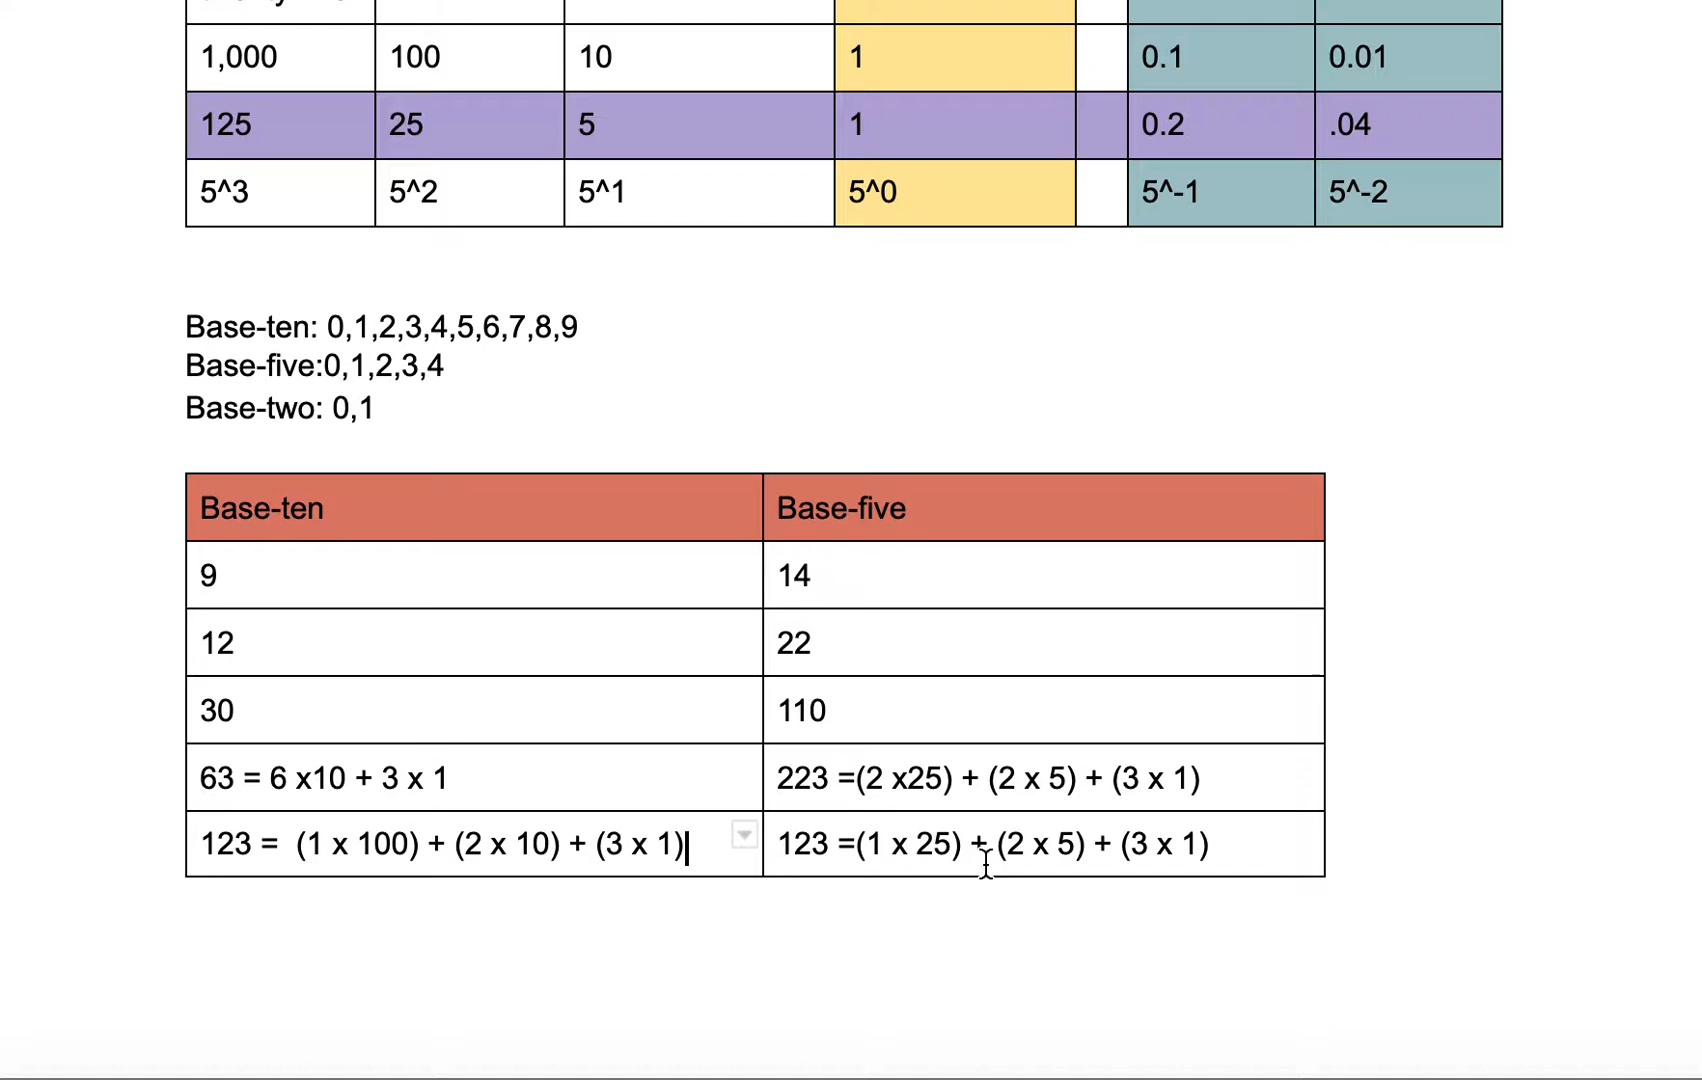 1,000 100 10 1 0.1 0.01
125 25 5 1 0.2 .04
5^3 5^2 5^1 5^0 5^-1 5^-2
Base-ten: 0,1,2,3,4,5,6,7,8,9
Base-five:0,1,2,3,4
Base-two: 0,1
Base-ten Base-five
9 14
12 22
30 110
63 = 6 x10 + 3 x 1 223 =(2 x25) + (2 x 5) + (3 x 1)
123 =  (1 x 100) + (2 x 10) + (3 x 1) 123 =(1 x 25) + (2 x 5) + (3 x 1)